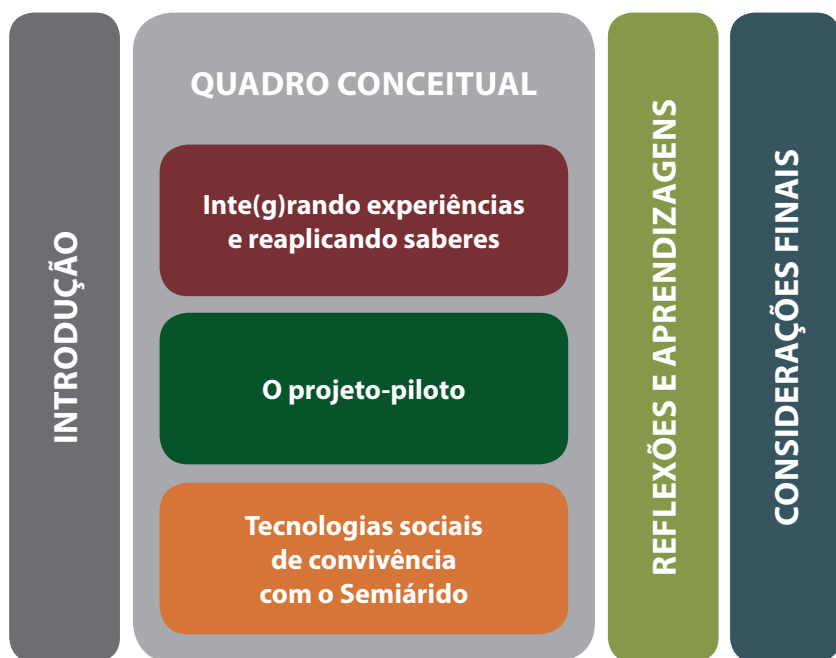 INTRODUÇÃO
QUADRO CONCEITUAL
Inte(g)rando experiências
e reaplicando saberes
O projeto-piloto
Tecnologias sociais
de convivência
com o Semiárido
REFLEXÕES E APRENDIZAGENS
CONSIDERAÇÕES FINAIS